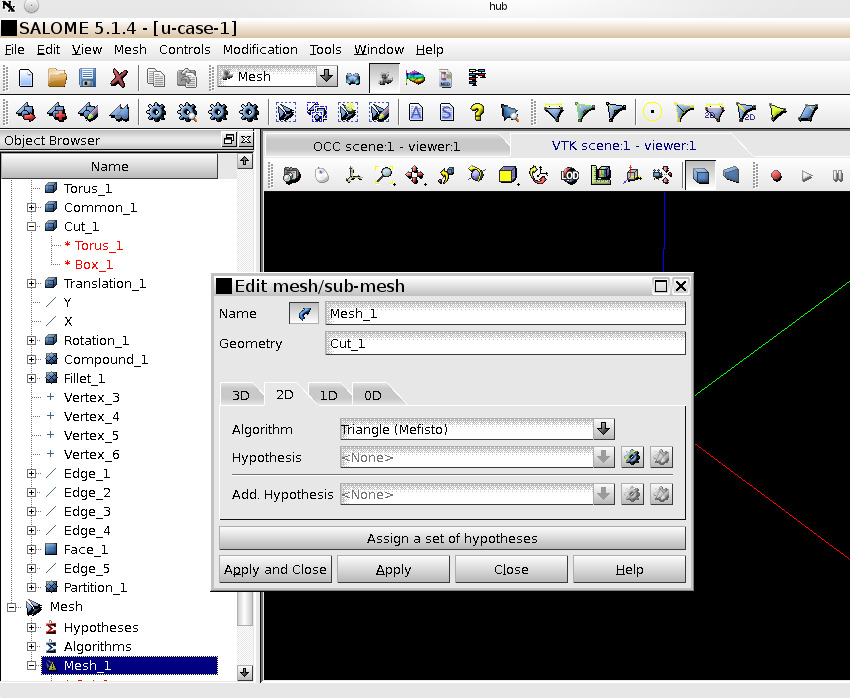 hub
SALOME 5.1.4 - [u-case-1]
File Edit View Mesh Controls Modification Tools Window Help
Mesh
A S ? 2D 2D
Object Browser
OCC scene:1 - viewer:1
VTK scene:1 - viewer:1
Name
LOD
Torus_1
Common_1
Cut_1
* Torus_1
* Box_1
Translation_1
Y
X
Rotation_1
Compound_1
Fillet_1
Vertex_3
Vertex_4
Vertex_5
Vertex_6
Edge_1
Edge_2
Edge_3
Edge_4
Face_1
Edge_5
Partition_1
Mesh
Hypotheses
Algorithms
Mesh_1
Edit mesh/sub-mesh
Name Mesh_1
Geometry Cut_1
3D 2D 1D 0D
Algorithm Triangle (Mefisto)
Hypothesis <None>
Add. Hypothesis <None>
Assign a set of hypotheses
Apply and Close Apply Close Help